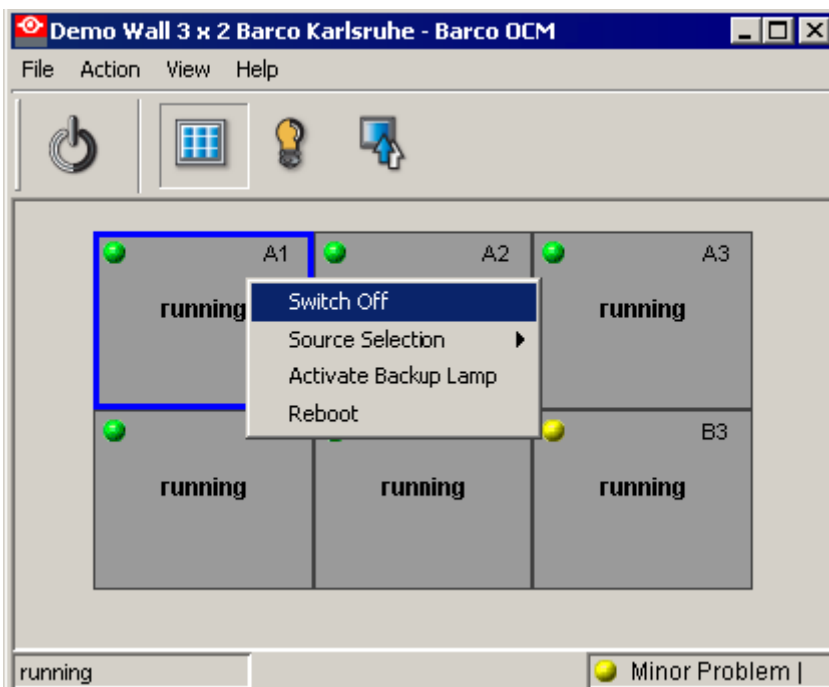 Demo Wall 3 x 2 Barco Karlsruhe - Barco OCM
File Action View Help
A1 A2 A3
running running
Switch Off
Source Selection
Activate Backup Lamp
Reboot
B3
running running running
running Minor Problem |